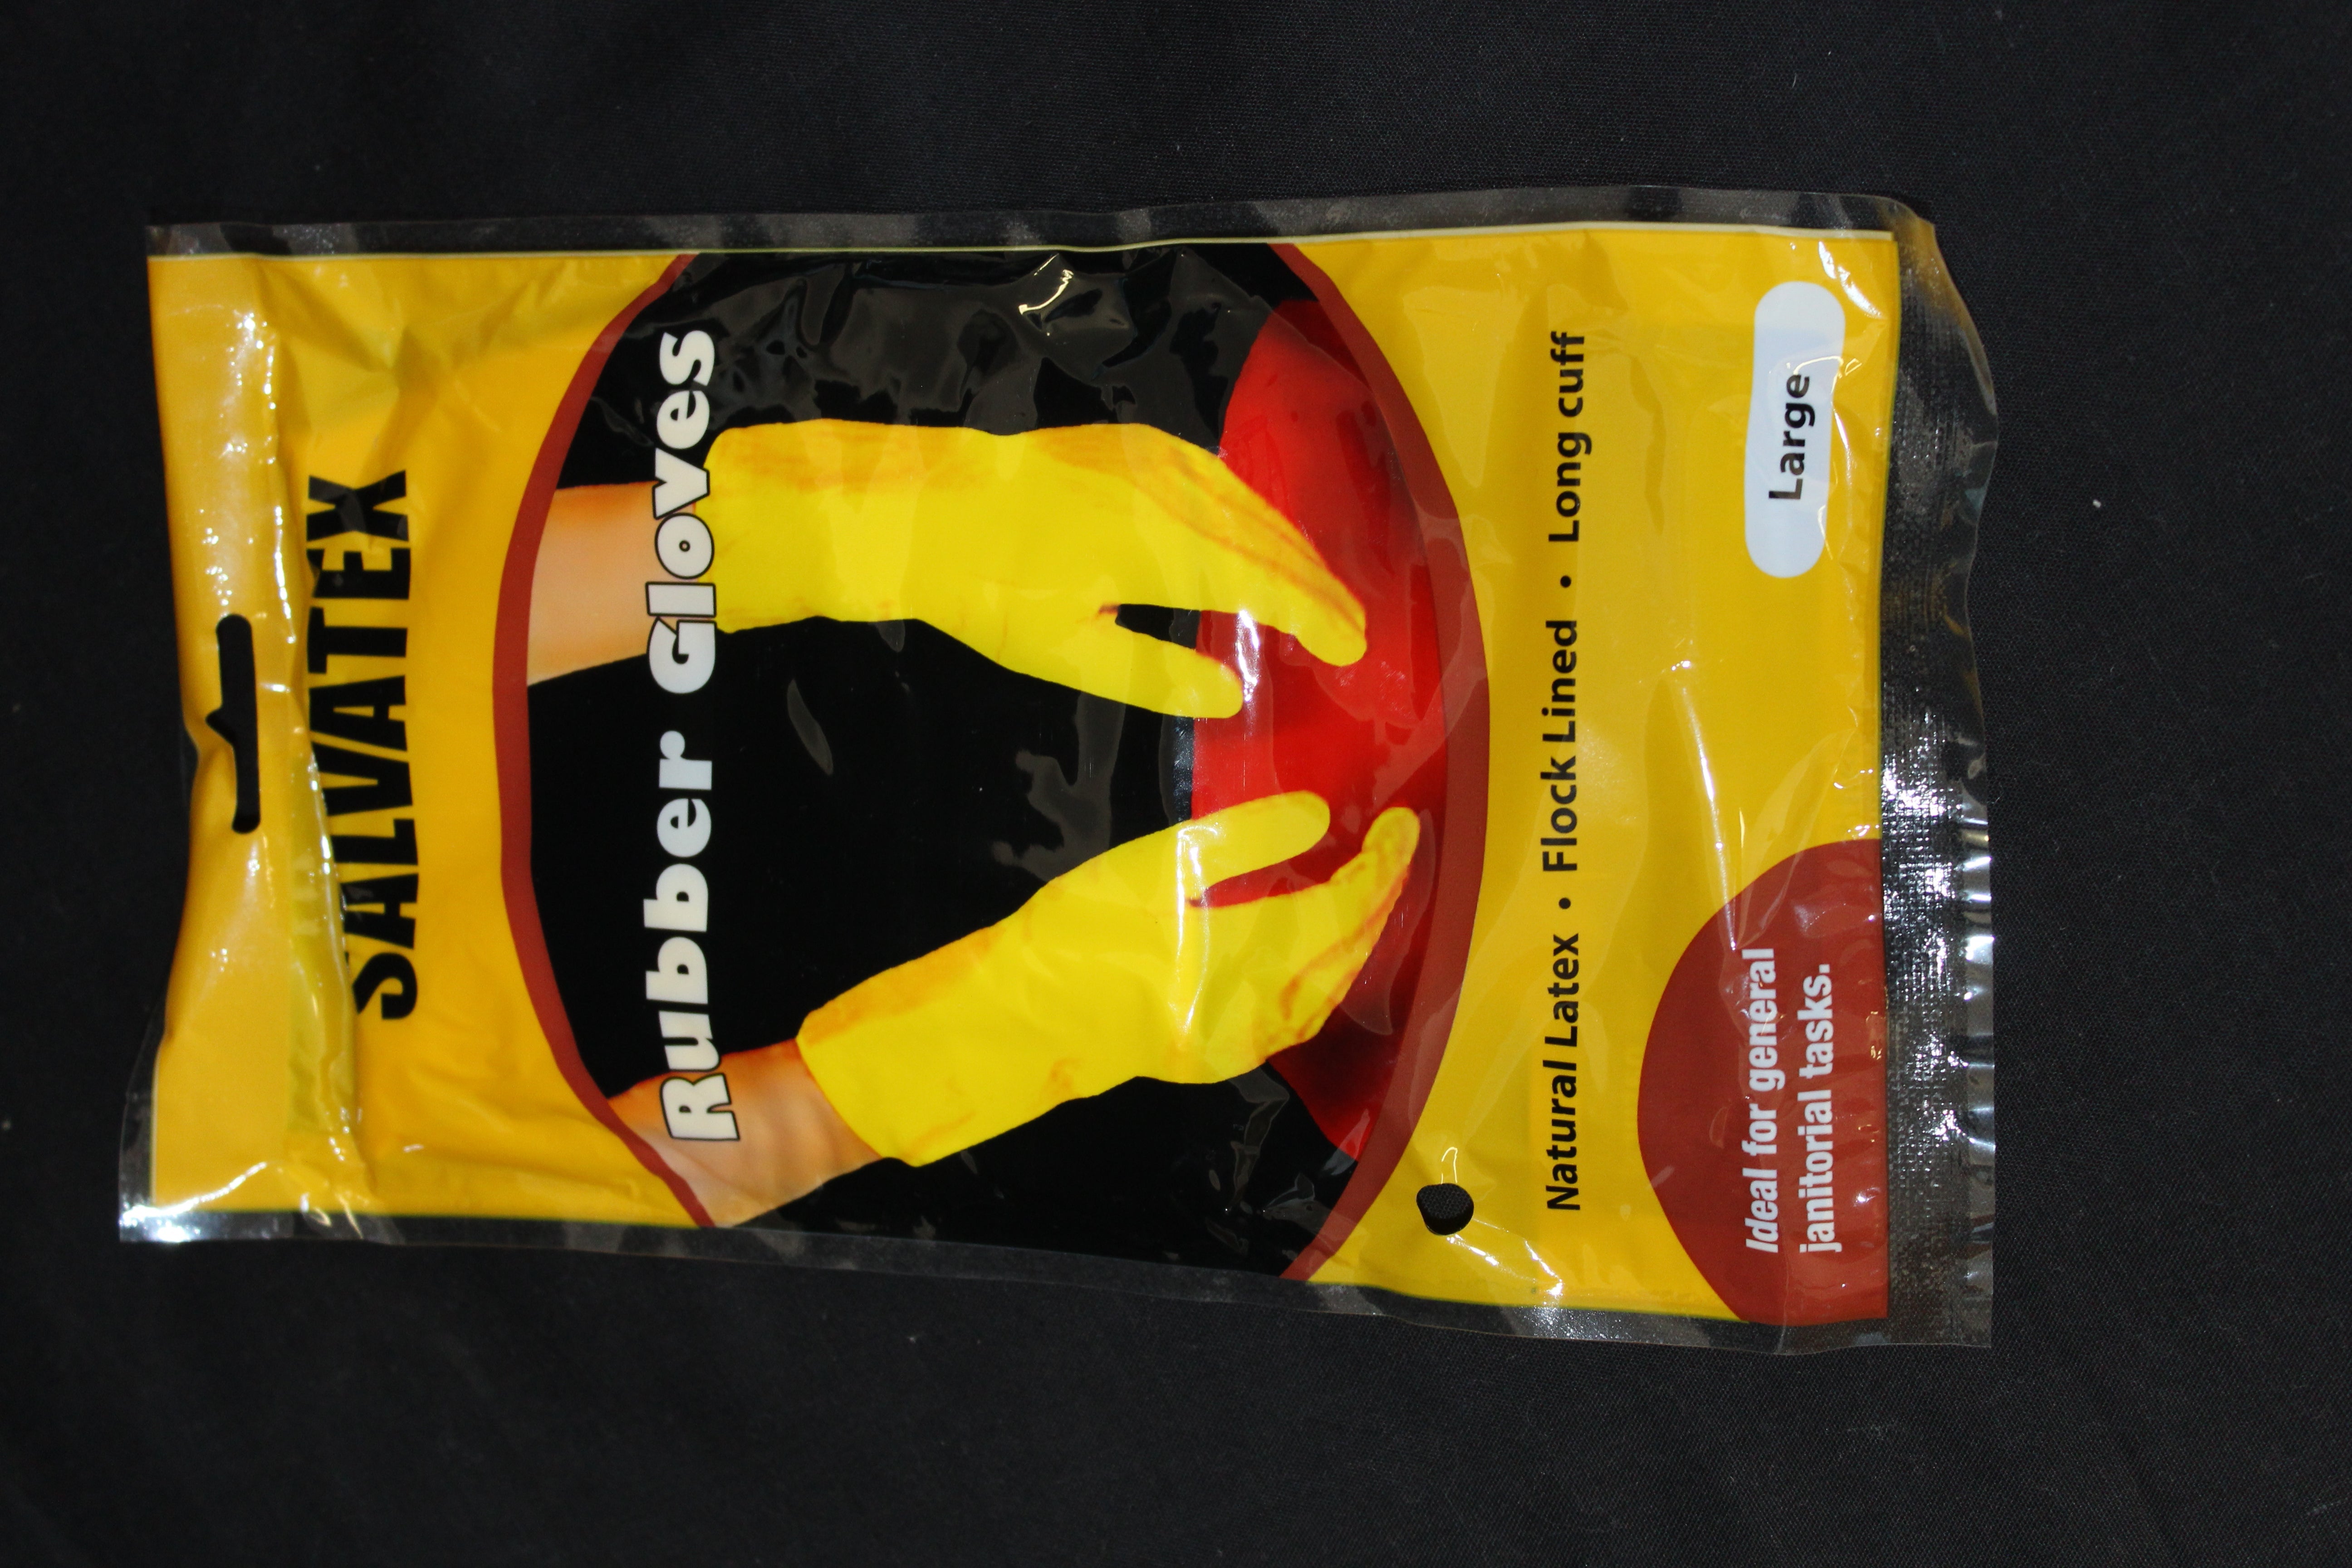 SALVATEX
Rubber Gloves
Natural Latex • Flock Lined • Long cuff
Large
Ideal for general
janitorial tasks.